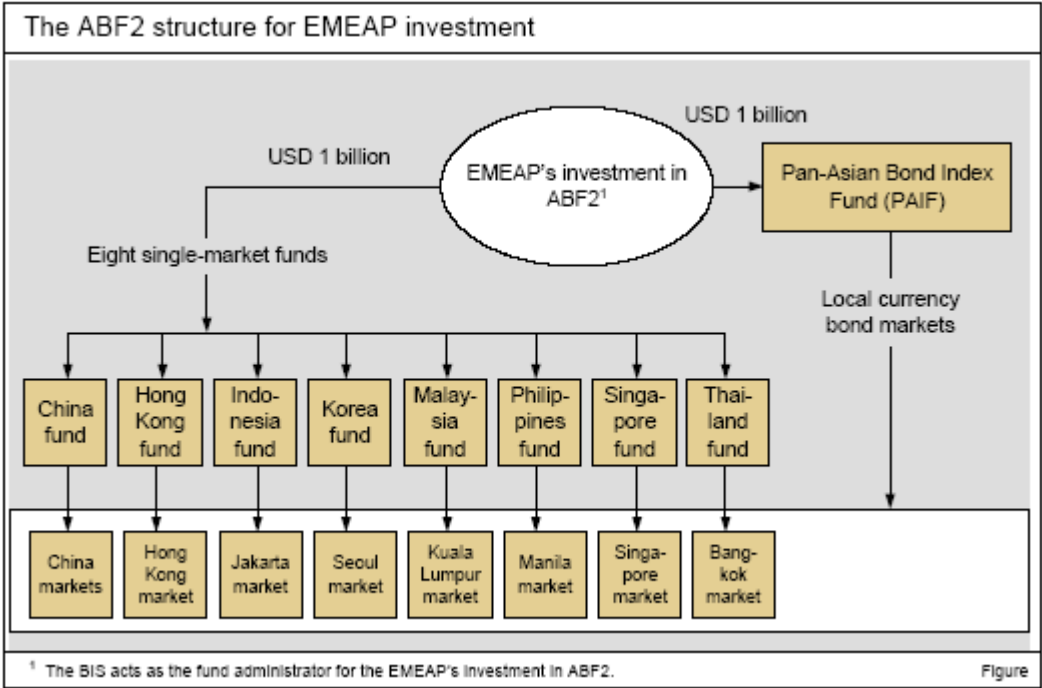 The ABF2 structure for EMEAP investment
USD 1 billion
USD 1 billion
EMEAP's investment in
ABF2¹
Pan-Asian Bond Index
Fund (PAIF)
Eight single-market funds
Local currency
bond markets
China
fund
Hong
Kong
fund
Indo-
nesia
fund
Korea
fund
Malay-
sia
fund
Philip-
pines
fund
Singa-
pore
fund
Thai-
land
fund
China
markets
Hong
Kong
market
Jakarta
market
Seoul
market
Kuala
Lumpur
market
Manila
market
Singa-
pore
market
Bang-
kok
market
¹ The BIS acts as the fund administrator for the EMEAP's investment in ABF2.
Figure